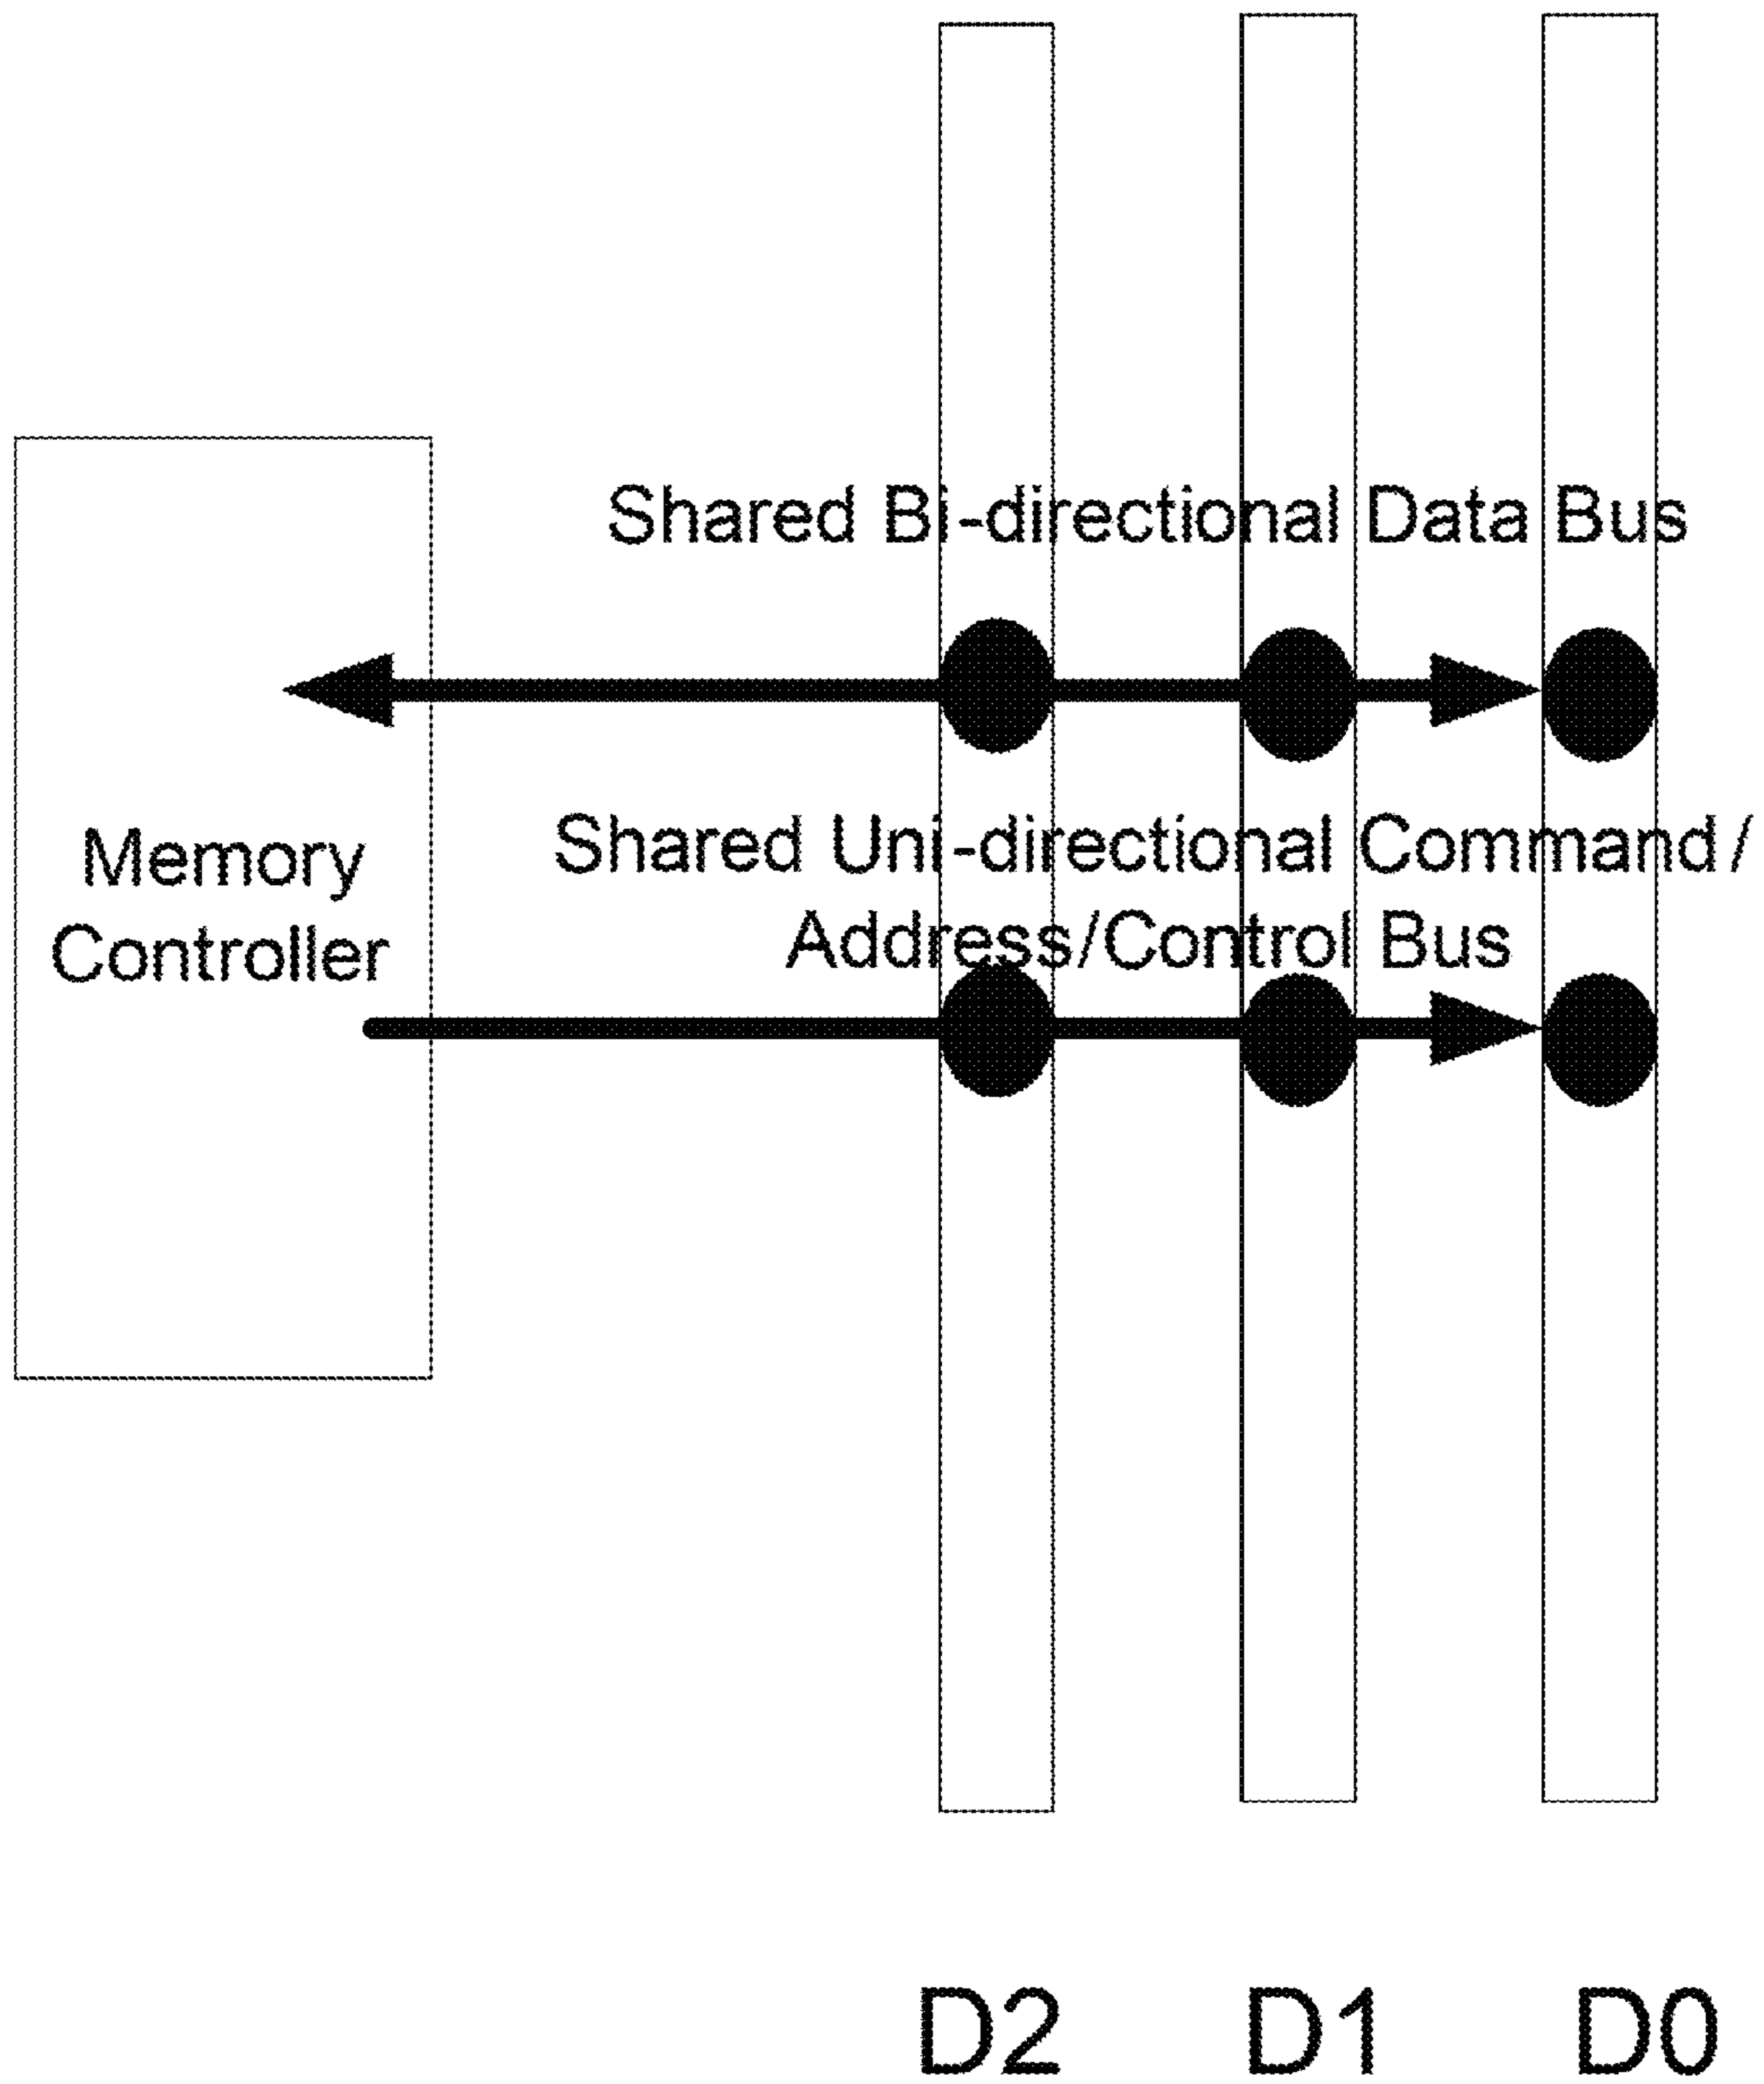 Shared Bi-directional Data Bus
Memory
Controller
Shared Uni-directional Command/
Address/Control Bus
D2 D1 D0